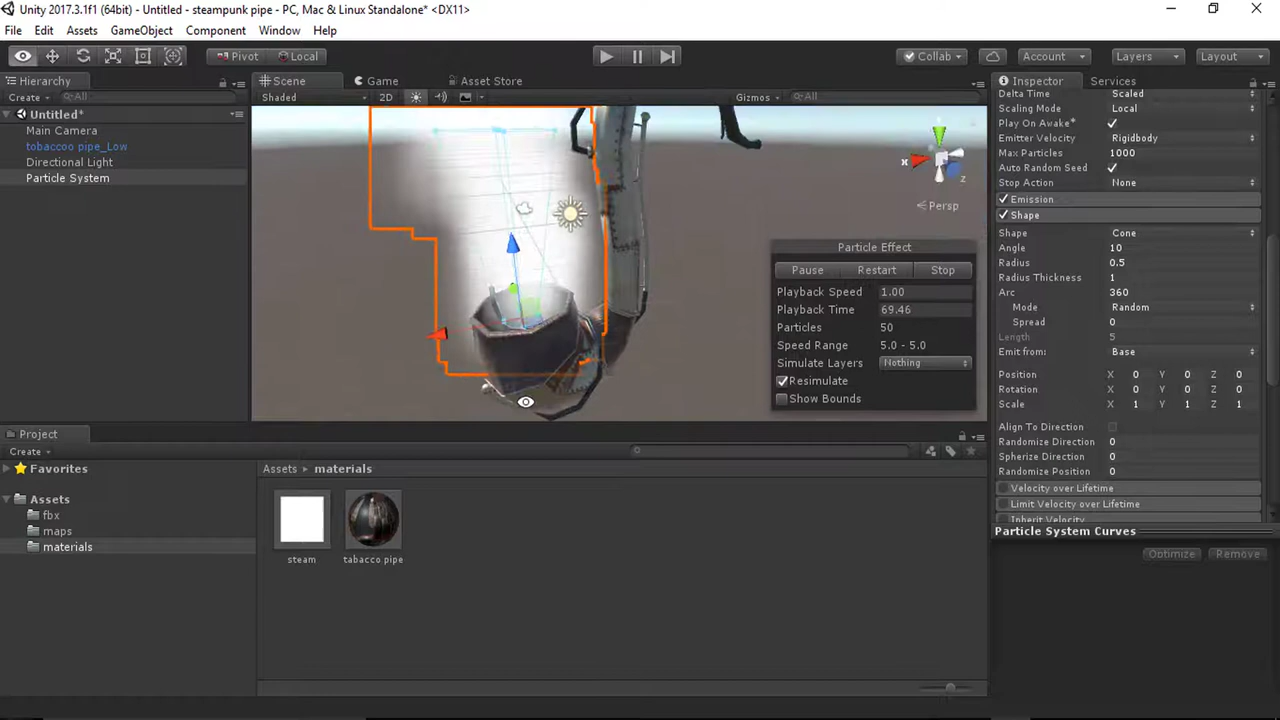 Unity 2017.3.1f1 (64bit) - Untitled - steampunk pipe - PC, Mac & Linux Standalone* <DX11>
File Edit Assets GameObject Component Window Help
Pivot Local Collab Account Layers Layout
Hierarchy Scene Game Asset Store Inspector Services
Create All Shaded 2D Gizmos All
Delta Time Scaled
Scaling Mode Local
Untitled*
Play On Awake*
Main Camera
Emitter Velocity Rigidbody
tobaccoo pipe_Low
Max Particles 1000
Directional Light
Auto Random Seed
Particle System
Stop Action None
x
z
Persp
Emission
Shape
Shape Cone
Angle 10
Radius 0.5
Radius Thickness 1
Arc 360
Mode Random
Spread 0
Length 5
Emit from: Base
Position X 0 Y 0 Z 0
Rotation X 0 Y 0 Z 0
Scale X 1 Y 1 Z 1
Align To Direction
Randomize Direction 0
Spherize Direction 0
Randomize Position 0
Velocity over Lifetime
Limit Velocity over Lifetime
Inherit Velocity
Particle System Curves
Optimize Remove
Particle Effect
Pause Restart Stop
Playback Speed 1.00
Playback Time 69.46
Particles 50
Speed Range 5.0 - 5.0
Simulate Layers Nothing
Resimulate
Show Bounds
Project
Create
Favorites
Assets
fbx
maps
materials
Assets materials
steam tabacco pipe